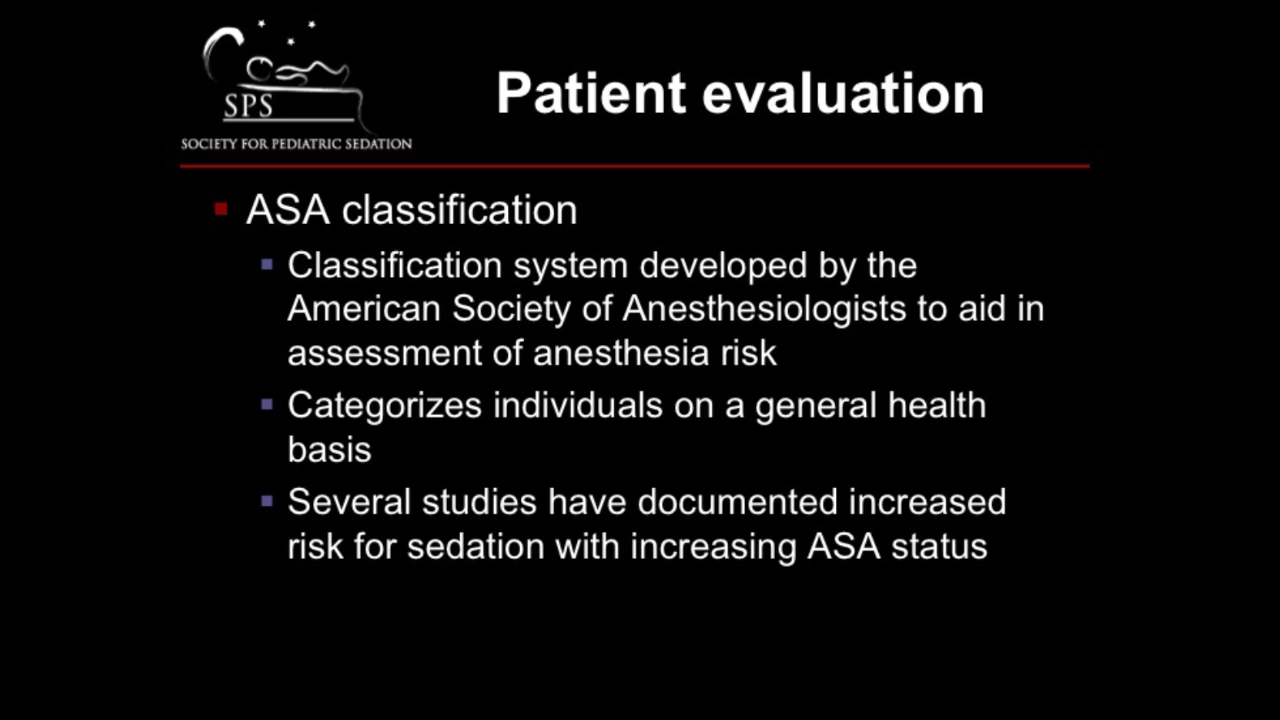 SPS
SOCIETY FOR PEDIATRIC SEDATION
Patient evaluation
ASA classification
Classification system developed by the
American Society of Anesthesiologists to aid in
assessment of anesthesia risk
Categorizes individuals on a general health
basis
Several studies have documented increased
risk for sedation with increasing ASA status